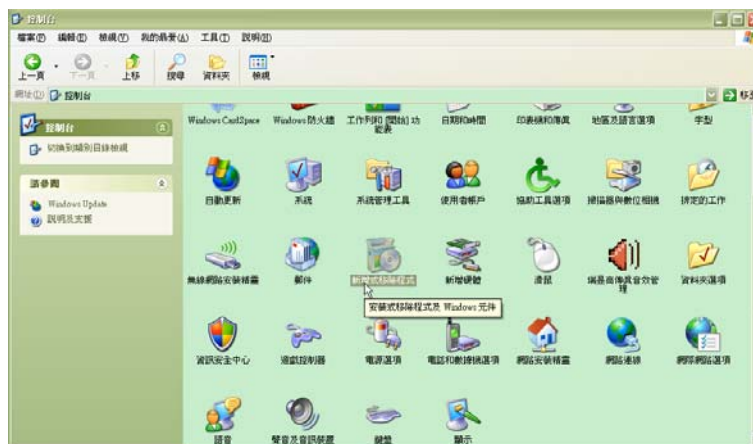 控制台
檔案(F) 編輯(E) 檢視(V) 我的最愛(A) 工具(T) 說明(H)
上一頁 下一頁 上移 搜尋 資料夾 檢視
網址(D) 控制台 移至
控制台
切換到類別目錄檢視
請參閱
Windows Update
說明及支援
Windows CardSpace Windows 防火牆 工作列和 [開始] 功能表 日期和時間 印表機和傳真 地區及語言選項 字型
自動更新 系統 系統管理工具 使用者帳戶 協助工具選項 掃描器與數位相機 排定的工作
無線網路安裝精靈 郵件 新增或移除程式 新增硬體 滑鼠 瑞昱高傳真音效管理 資料夾選項
安裝或移除程式及 Windows 元件
資訊安全中心 遊戲控制器 電源選項 電話和數據機選項 網路安裝精靈 網路連線 網際網路選項
語音 聲音及音訊裝置 鍵盤 顯示